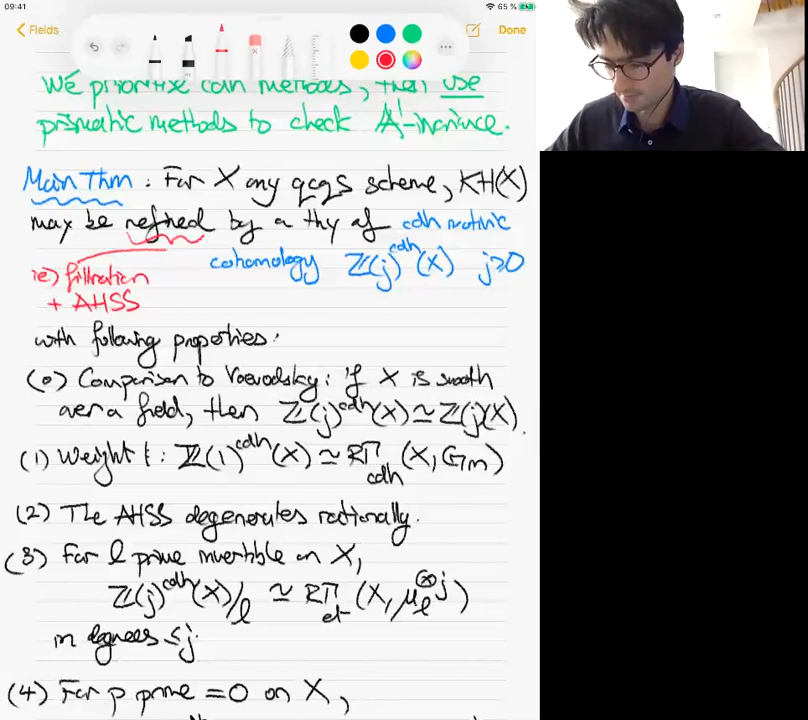 09:41
65 %
Fields
Done
We prioritise cdh methods, then use
prismatic methods to check A¹-invariance.
Main Thm : For X any qcqs scheme, KH(X)
may be refined by a thy of cdh motivic
cohomology ℤ(j)^cdh(X) j≥0
ie) filtration
+ AHSS
with following properties:
(0) Comparison to Voevodsky: if X is smooth
over a field, then ℤ(j)^cdh(X) ≃ ℤ(j)(X).
(1) Weight 1: ℤ(1)^cdh(X) ≃ RΓ_cdh(X, Gm)
(2) The AHSS degenerates rationally.
(3) For l prime invertible on X,
ℤ(j)^cdh(X)/l ≃ RΓ_et(X, μ_l^⊗j)
in degrees ≤j.
(4) For p prime =0 on X,